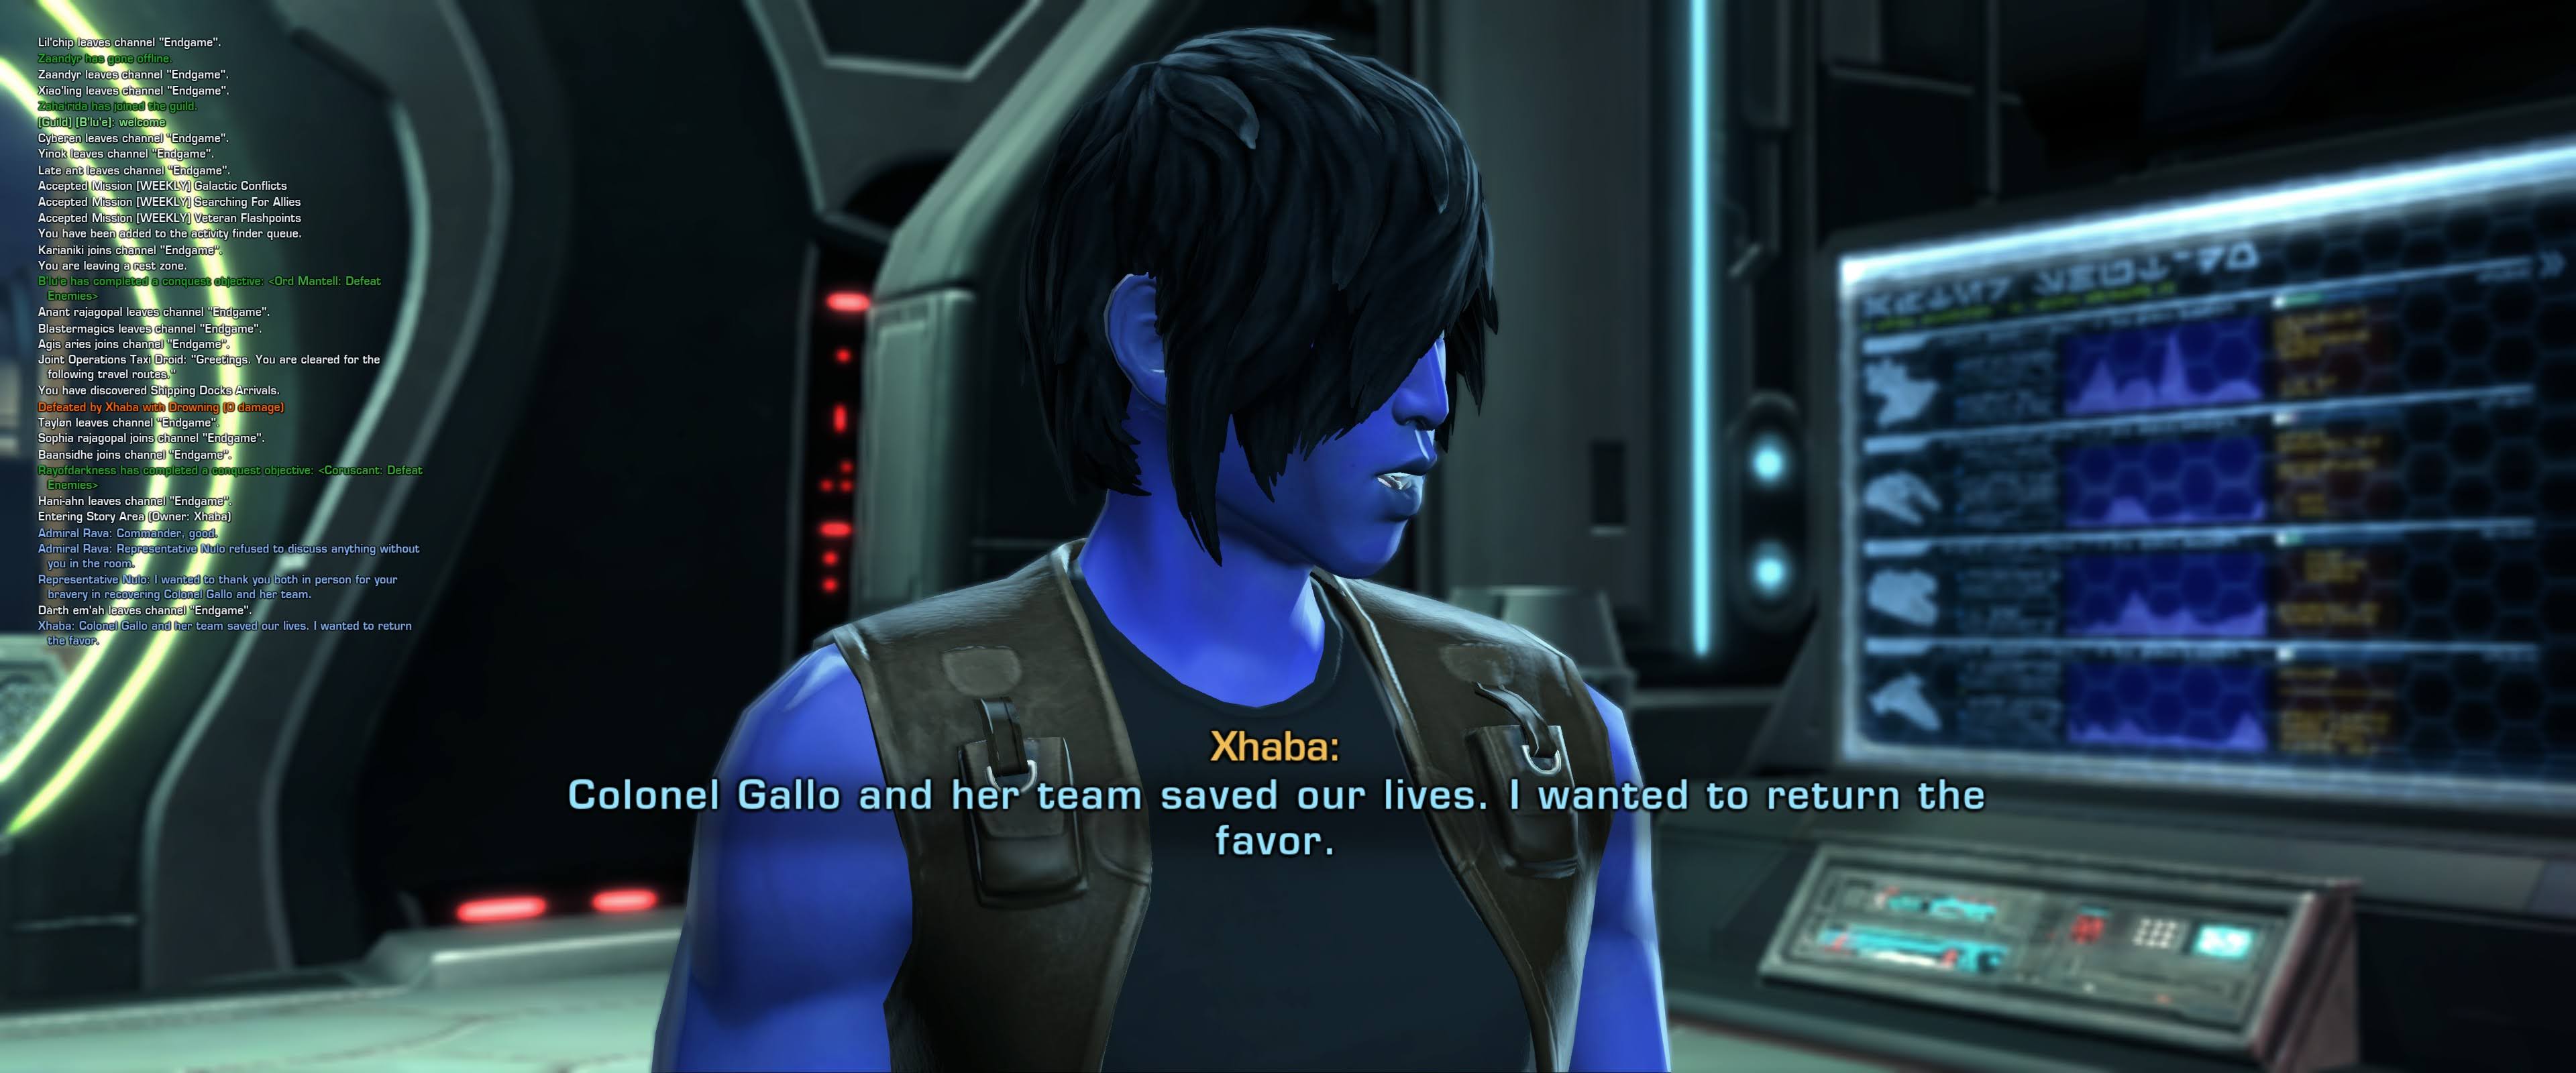 Lil'chip leaves channel "Endgame".
Zaandyr has gone offline.
Zaandyr leaves channel "Endgame".
Xiao'ling leaves channel "Endgame".
Zaha'rida has joined the guild.
[Guild] [B'lu'e]: welcome
Cyberen leaves channel "Endgame".
Yinok leaves channel "Endgame".
Late ant leaves channel "Endgame".
Accepted Mission [WEEKLY] Galactic Conflicts
Accepted Mission [WEEKLY] Searching For Allies
Accepted Mission [WEEKLY] Veteran Flashpoints
You have been added to the activity finder queue.
Karianiki joins channel "Endgame".
You are leaving a rest zone.
B'lu'e has completed a conquest objective: <Ord Mantell: Defeat
Enemies>
Anant rajagopal leaves channel "Endgame".
Blastermagics leaves channel "Endgame".
Agis aries joins channel "Endgame".
Joint Operations Taxi Droid: "Greetings. You are cleared for the
following travel routes."
You have discovered Shipping Docks Arrivals.
Defeated by Xhaba with Drowning (0 damage)
Tayløn leaves channel "Endgame".
Sophia rajagopal joins channel "Endgame".
Baansidhe joins channel "Endgame".
Rayofdarkness has completed a conquest objective: <Coruscant: Defeat
Enemies>
Hani-ahn leaves channel "Endgame".
Entering Story Area (Owner: Xhaba)
Admiral Rava: Commander, good.
Admiral Rava: Representative Nulo refused to discuss anything without
you in the room.
Representative Nulo: I wanted to thank you both in person for your
bravery in recovering Colonel Gallo and her team.
Darth em'ah leaves channel "Endgame".
Xhaba: Colonel Gallo and her team saved our lives. I wanted to return
the favor.
Xhaba:
Colonel Gallo and her team saved our lives. I wanted to return the
favor.